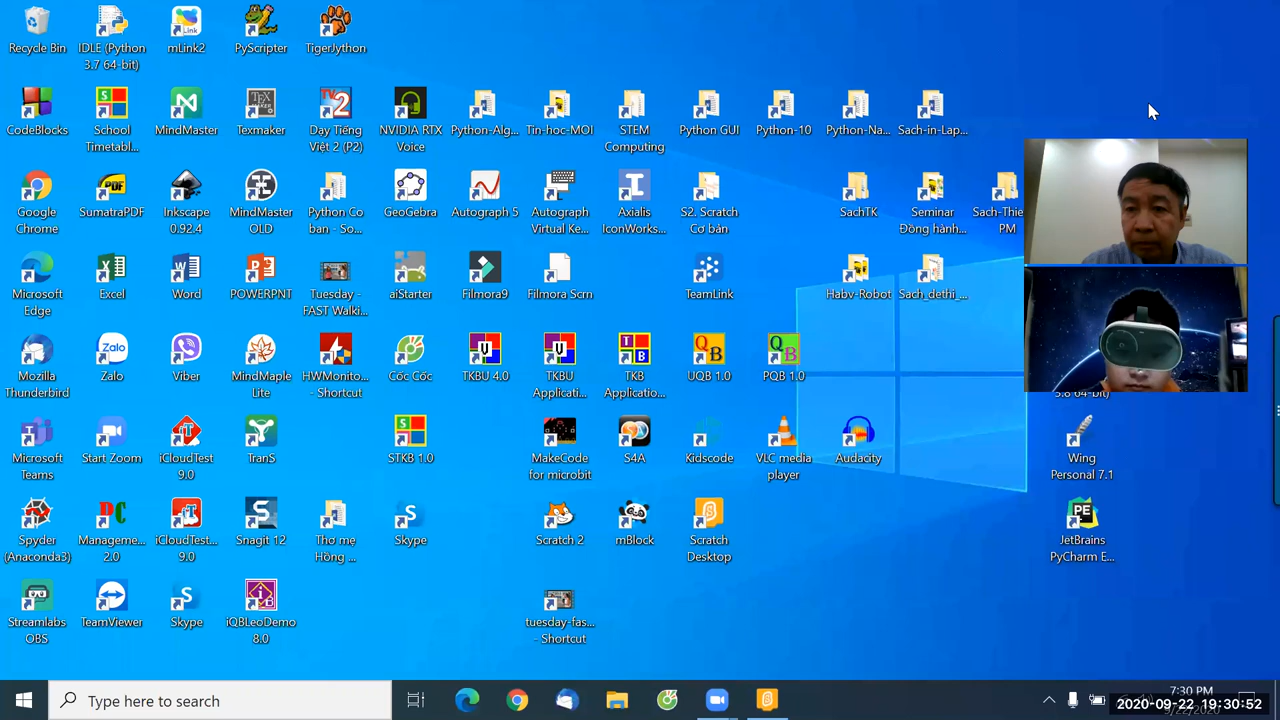 Recycle Bin
IDLE (Python
3.7 64-bit)
mLink2
PyScripter
TigerJython
CodeBlocks
School
Timetabl...
MindMaster
Texmaker
Dạy Tiếng
Việt 2 (P2)
NVIDIA RTX
Voice
Python-Alg...
Tin-hoc-MOI
STEM
Computing
Python GUI
Python-10
Python-Na...
Sach-in-Lap...
Google
Chrome
SumatraPDF
Inkscape
0.92.4
MindMaster
OLD
Python Co
ban - So...
GeoGebra
Autograph 5
Autograph
Virtual Ke...
Axialis
IconWorks...
S2. Scratch
Cơ bản
SachTK
Seminar
Đồng hành...
Sach-Thie
PM
Microsoft
Edge
Excel
Word
POWERPNT
Tuesday -
FAST Walki...
aiStarter
Filmora9
Filmora Scrn
TeamLink
Habv-Robot
Sach_dethi_...
Mozilla
Thunderbird
Zalo
Viber
MindMaple
Lite
HWMonito...
- Shortcut
Cốc Cốc
TKBU 4.0
TKBU
Applicati...
TKB
Applicatio...
UQB 1.0
PQB 1.0
3.8 64-bit)
Microsoft
Teams
Start Zoom
iCloudTest
9.0
TranS
STKB 1.0
MakeCode
for microbit
S4A
Kidscode
VLC media
player
Audacity
Wing
Personal 7.1
Spyder
(Anaconda3)
Manageme...
2.0
iCloudTest...
9.0
Snagit 12
Thơ mẹ
Hồng ...
Skype
Scratch 2
mBlock
Scratch
Desktop
JetBrains
PyCharm E...
Streamlabs
OBS
TeamViewer
Skype
iQBLeoDemo
8.0
tuesday-fas...
- Shortcut
Type here to search
7:30 PM
2020-09-22 19:30:52